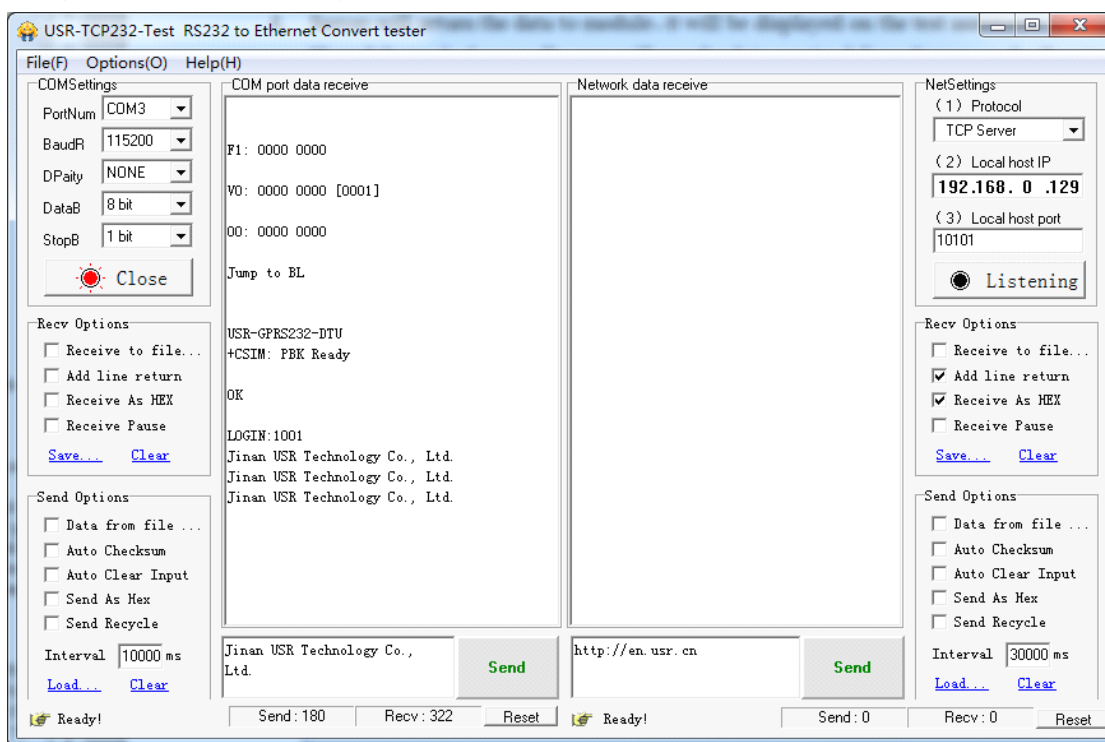 USR-TCP232-Test RS232 to Ethernet Convert tester
File(F) Options(O) Help(H)
COMSettings
PortNum COM3
BaudR 115200
DPaity NONE
DataB 8 bit
StopB 1 bit
Close
Recv Options
Receive to file...
Add line return
Receive As HEX
Receive Pause
Save... Clear
Send Options
Data from file ...
Auto Checksum
Auto Clear Input
Send As Hex
Send Recycle
Interval 10000 ms
Load... Clear
Ready!
COM port data receive
F1: 0000 0000
V0: 0000 0000 [0001]
00: 0000 0000
Jump to BL
USR-GPRS232-DTU
+CSIM: PBK Ready
OK
LOGIN:1001
Jinan USR Technology Co., Ltd.
Jinan USR Technology Co., Ltd.
Jinan USR Technology Co., Ltd.
Jinan USR Technology Co.,
Ltd.
Send
Send : 180 Recv : 322 Reset
Network data receive
http://en.usr.cn
Send
Ready!
Send : 0 Recv : 0 Reset
NetSettings
(1) Protocol
TCP Server
(2) Local host IP
192.168. 0 .129
(3) Local host port
10101
Listening
Recv Options
Receive to file...
Add line return
Receive As HEX
Receive Pause
Save... Clear
Send Options
Data from file ...
Auto Checksum
Auto Clear Input
Send As Hex
Send Recycle
Interval 30000 ms
Load... Clear